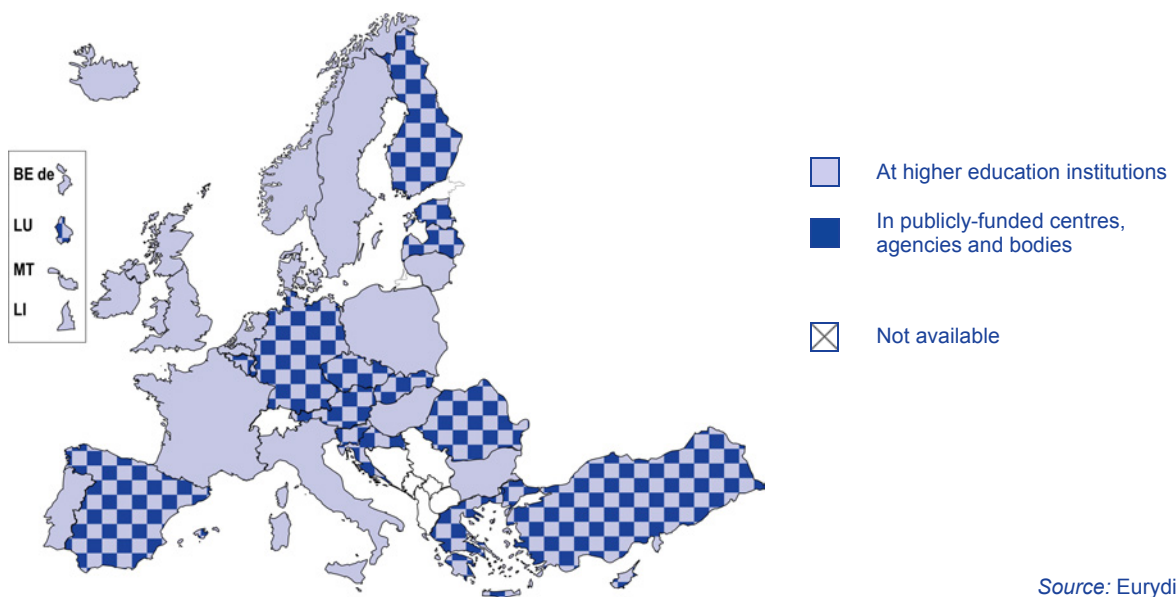 BE de
LU
MT
LI
At higher education institutions
In publicly-funded centres,
agencies and bodies
Not available
Source: Eurydi